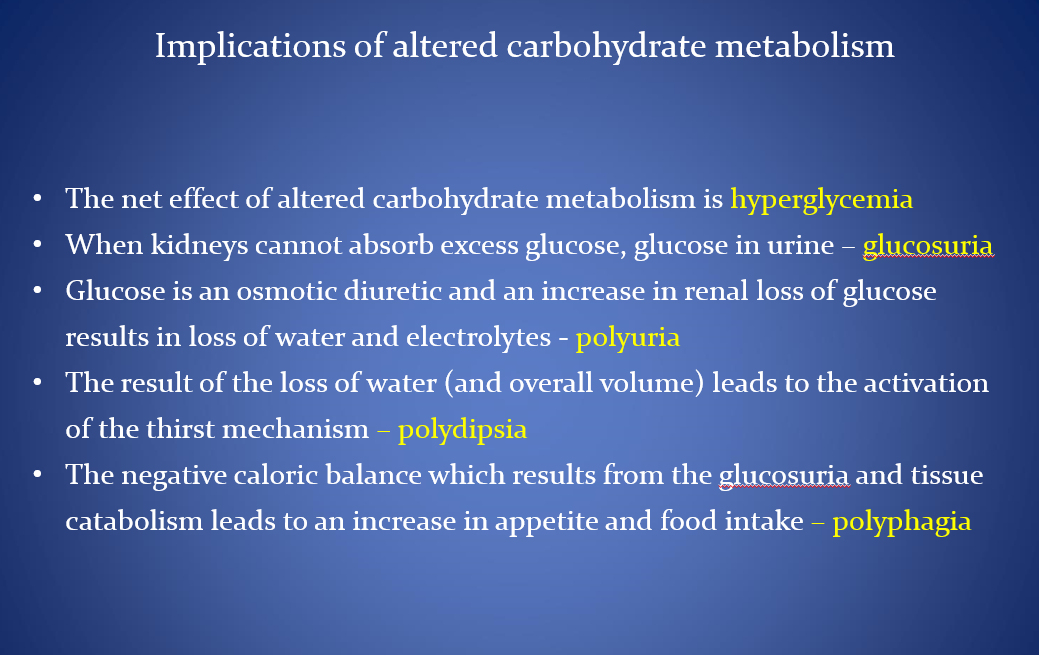 Implications of altered carbohydrate metabolism
• The net effect of altered carbohydrate metabolism is hyperglycemia
• When kidneys cannot absorb excess glucose, glucose in urine – glucosuria
• Glucose is an osmotic diuretic and an increase in renal loss of glucose
results in loss of water and electrolytes - polyuria
• The result of the loss of water (and overall volume) leads to the activation
of the thirst mechanism – polydipsia
• The negative caloric balance which results from the glucosuria and tissue
catabolism leads to an increase in appetite and food intake – polyphagia